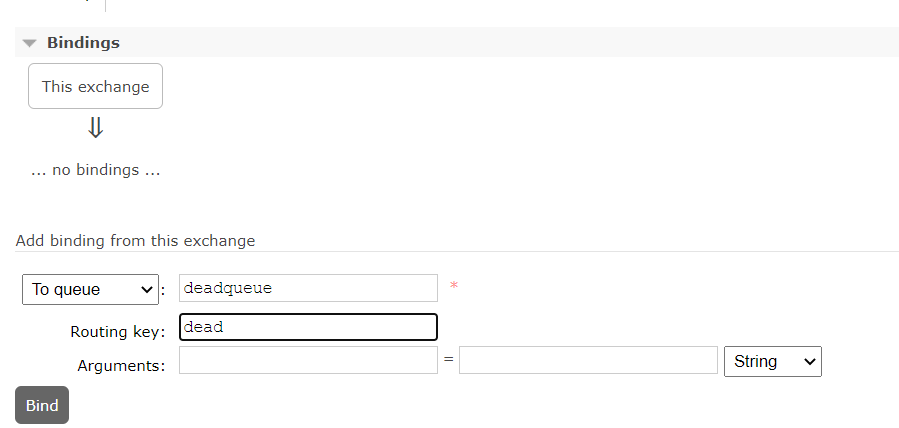 Bindings
This exchange
⇓
... no bindings ...
Add binding from this exchange
To queue : deadqueue *
Routing key: dead
Arguments: = String
Bind